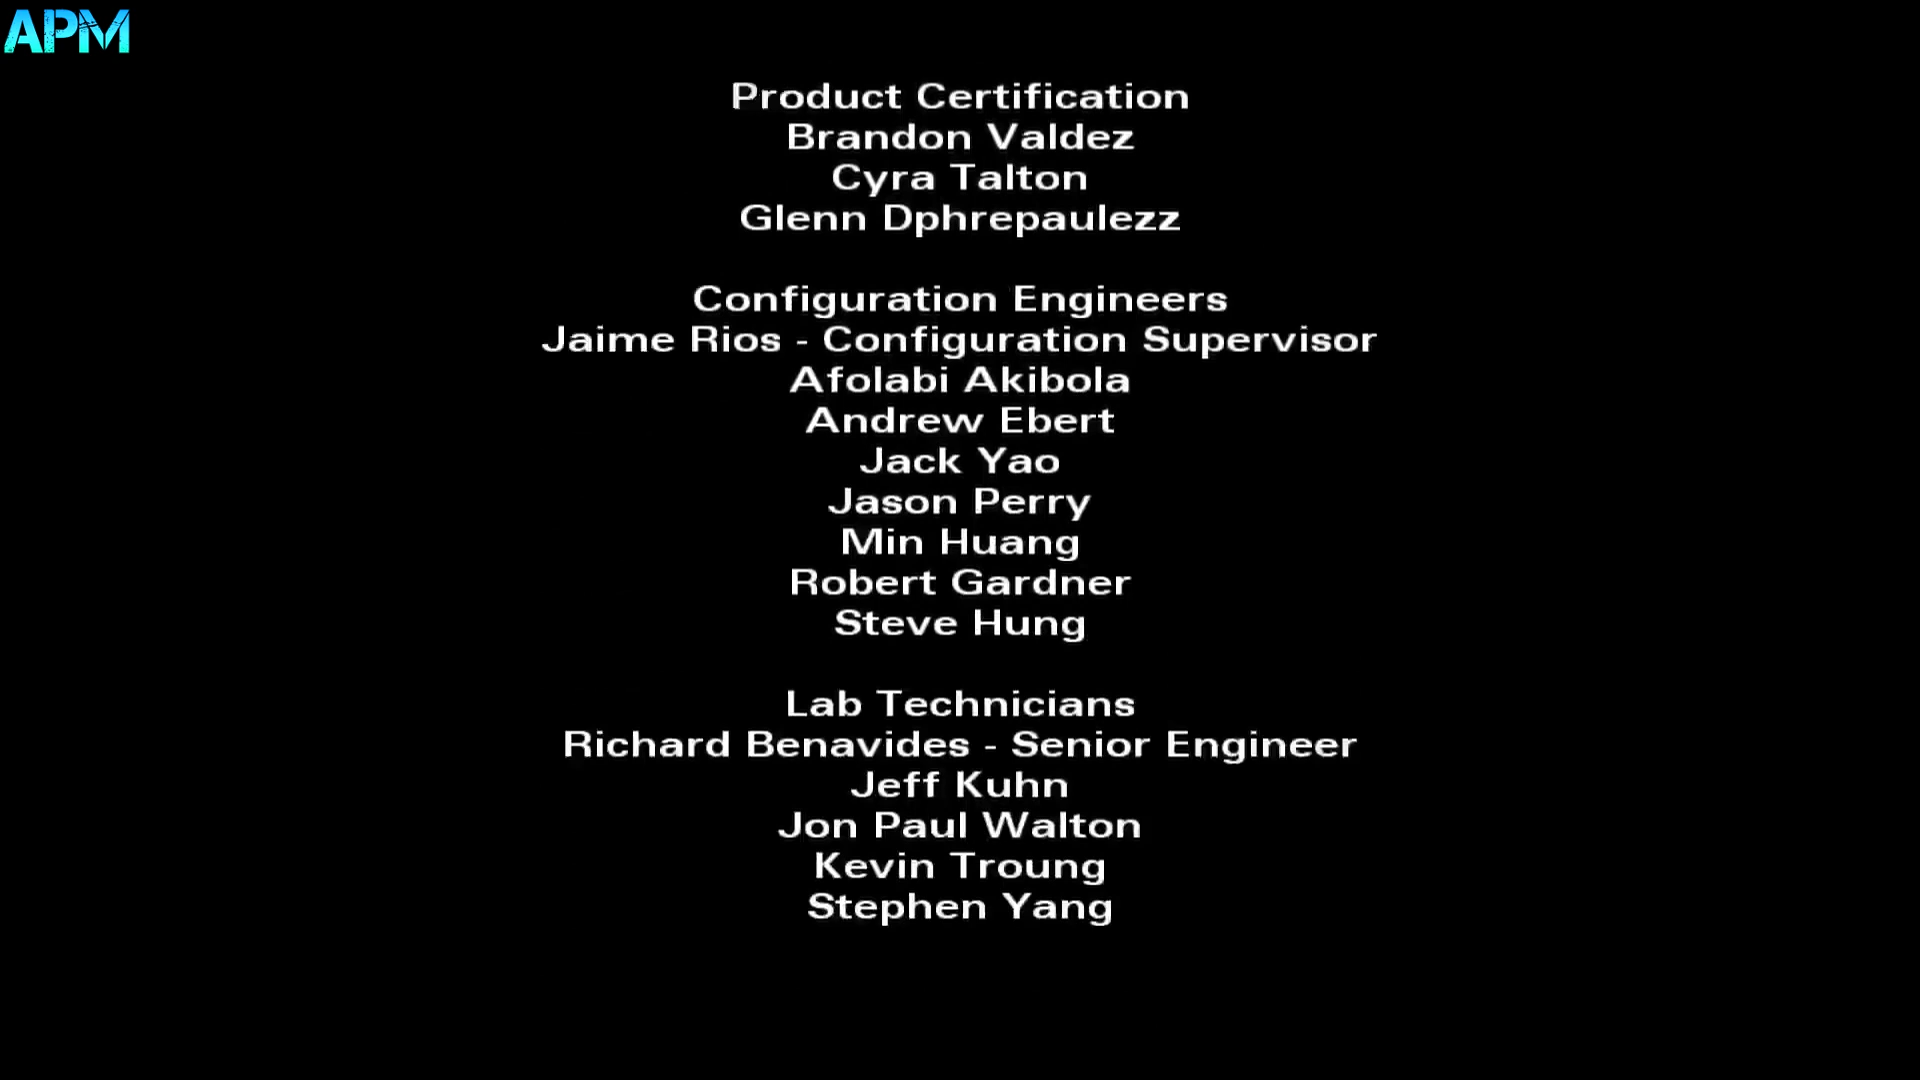 APM
Product Certification
Brandon Valdez
Cyra Talton
Glenn Dphrepaulezz
Configuration Engineers
Jaime Rios - Configuration Supervisor
Afolabi Akibola
Andrew Ebert
Jack Yao
Jason Perry
Min Huang
Robert Gardner
Steve Hung
Lab Technicians
Richard Benavides - Senior Engineer
Jeff Kuhn
Jon Paul Walton
Kevin Troung
Stephen Yang